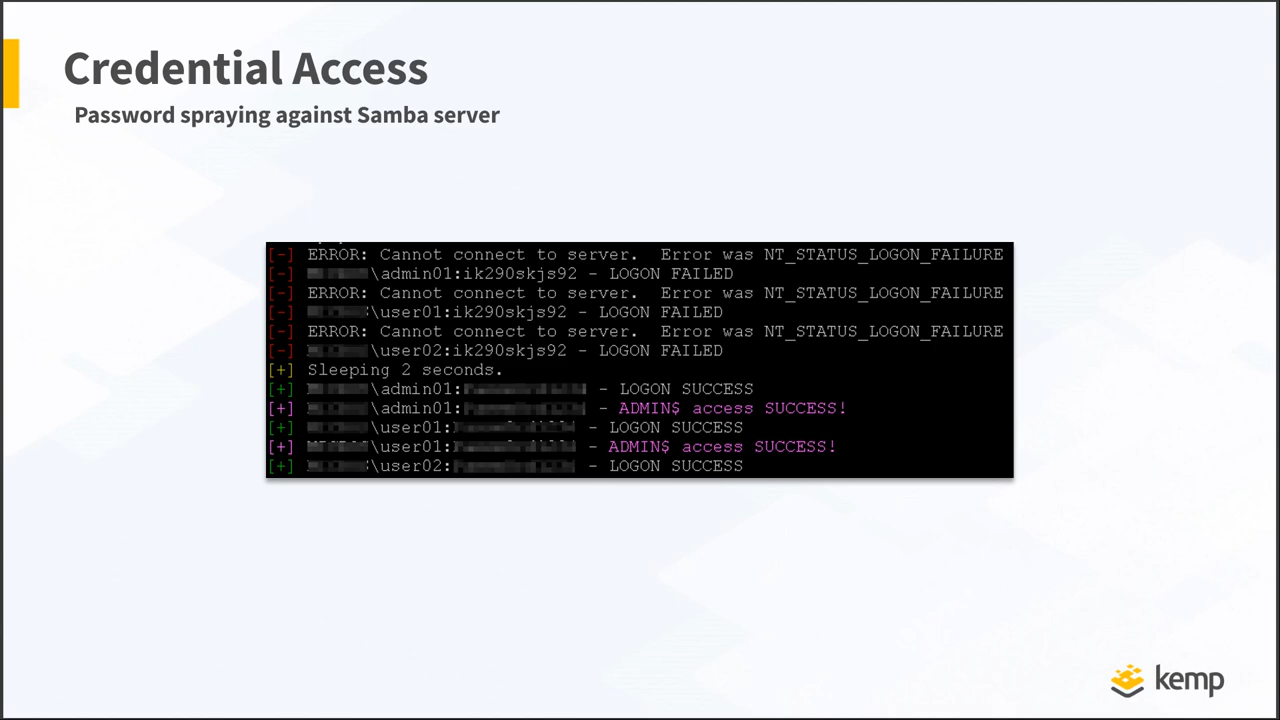 Credential Access
Password spraying against Samba server
[-] ERROR: Cannot connect to server.  Error was NT_STATUS_LOGON_FAILURE
[-] \admin01:ik290skjs92 - LOGON FAILED
[-] ERROR: Cannot connect to server.  Error was NT_STATUS_LOGON_FAILURE
[-] \user01:ik290skjs92 - LOGON FAILED
[-] ERROR: Cannot connect to server.  Error was NT_STATUS_LOGON_FAILURE
[-] \user02:ik290skjs92 - LOGON FAILED
[+] Sleeping 2 seconds.
[+] \admin01: - LOGON SUCCESS
[+] \admin01: - ADMIN$ access SUCCESS!
[+] \user01: - LOGON SUCCESS
[+] \user01: - ADMIN$ access SUCCESS!
[+] \user02: - LOGON SUCCESS
kemp